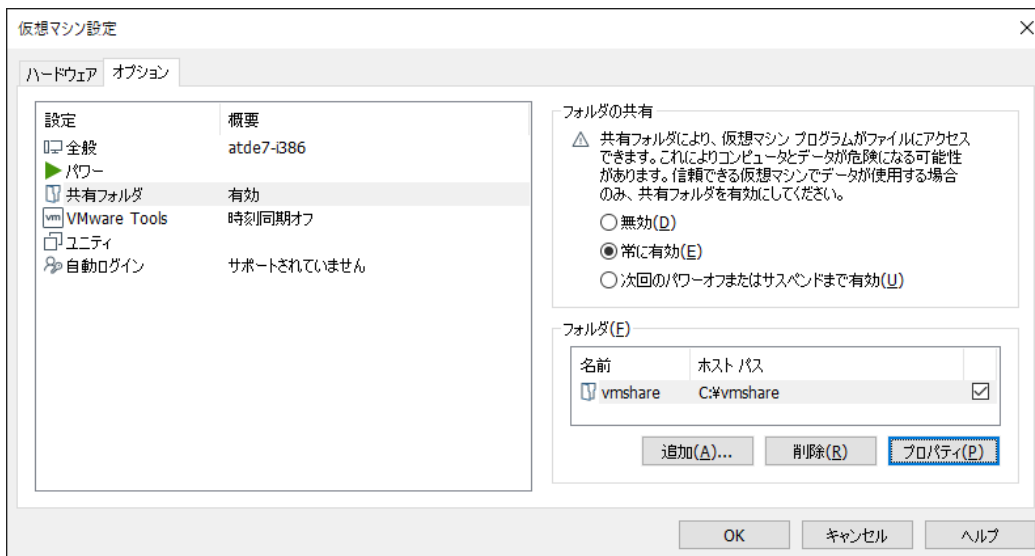 仮想マシン設定
ハードウェア オプション
設定 概要
全般 atde7-i386
パワー
共有フォルダ 有効
vm VMware Tools 時刻同期オフ
ユニティ
自動ログイン サポートされていません
フォルダの共有
共有フォルダにより、仮想マシン プログラムがファイルにアクセス
できます。これによりコンピュータとデータが危険になる可能性
があります。信頼できる仮想マシンでデータが使用する場合
のみ、共有フォルダを有効にしてください。
無効(D)
常に有効(E)
次回のパワーオフまたはサスペンドまで有効(U)
フォルダ(F)
名前 ホスト パス
vmshare C:¥vmshare
追加(A)... 削除(R) プロパティ(P)
OK キャンセル ヘルプ